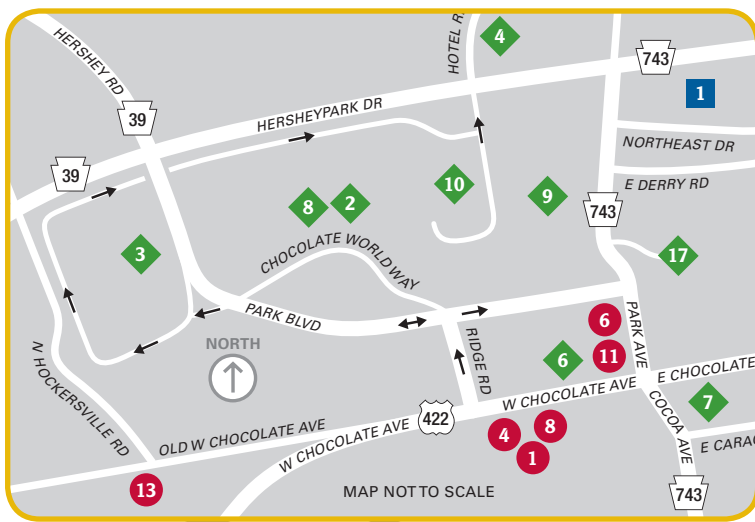 HERSHEY RD
HOTEL R
4
743
1
39
HERSHEYPARK DR
NORTHEAST DR
39
E DERRY RD
10
9
8
2
743
3
CHOCOLATE WORLD WAY
17
PARK BLVD
PARK AVE
6
NORTH
RIDGE RD
6
11
N HOCKERSVILLE RD
W CHOCOLATE AVE
E CHOCOLATE
7
422
COCOA AVE
OLD W CHOCOLATE AVE
W CHOCOLATE AVE
4
8
E CARAC
1
13
MAP NOT TO SCALE
743